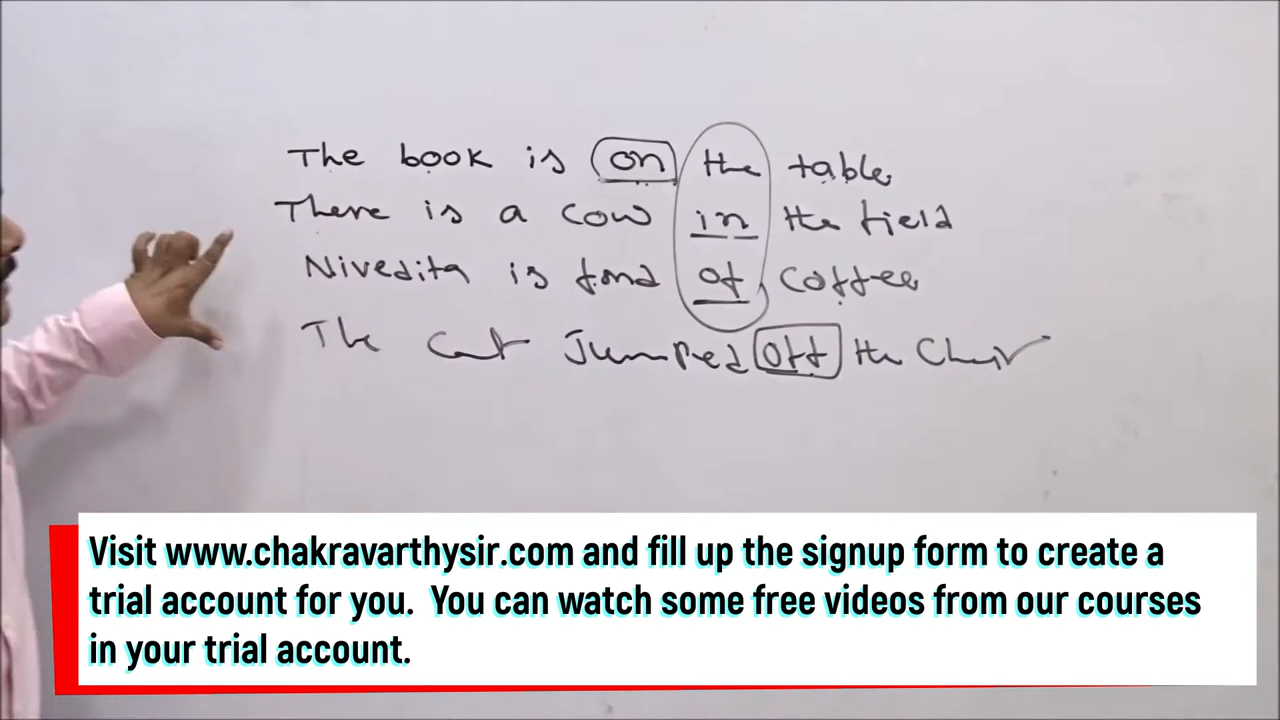 The book is on the table
There is a cow in the field
Nivedita is fond of coffee
The Cat Jumped off the Chair
Visit www.chakravarthysir.com and fill up the signup form to create a
trial account for you. You can watch some free videos from our courses
in your trial account.